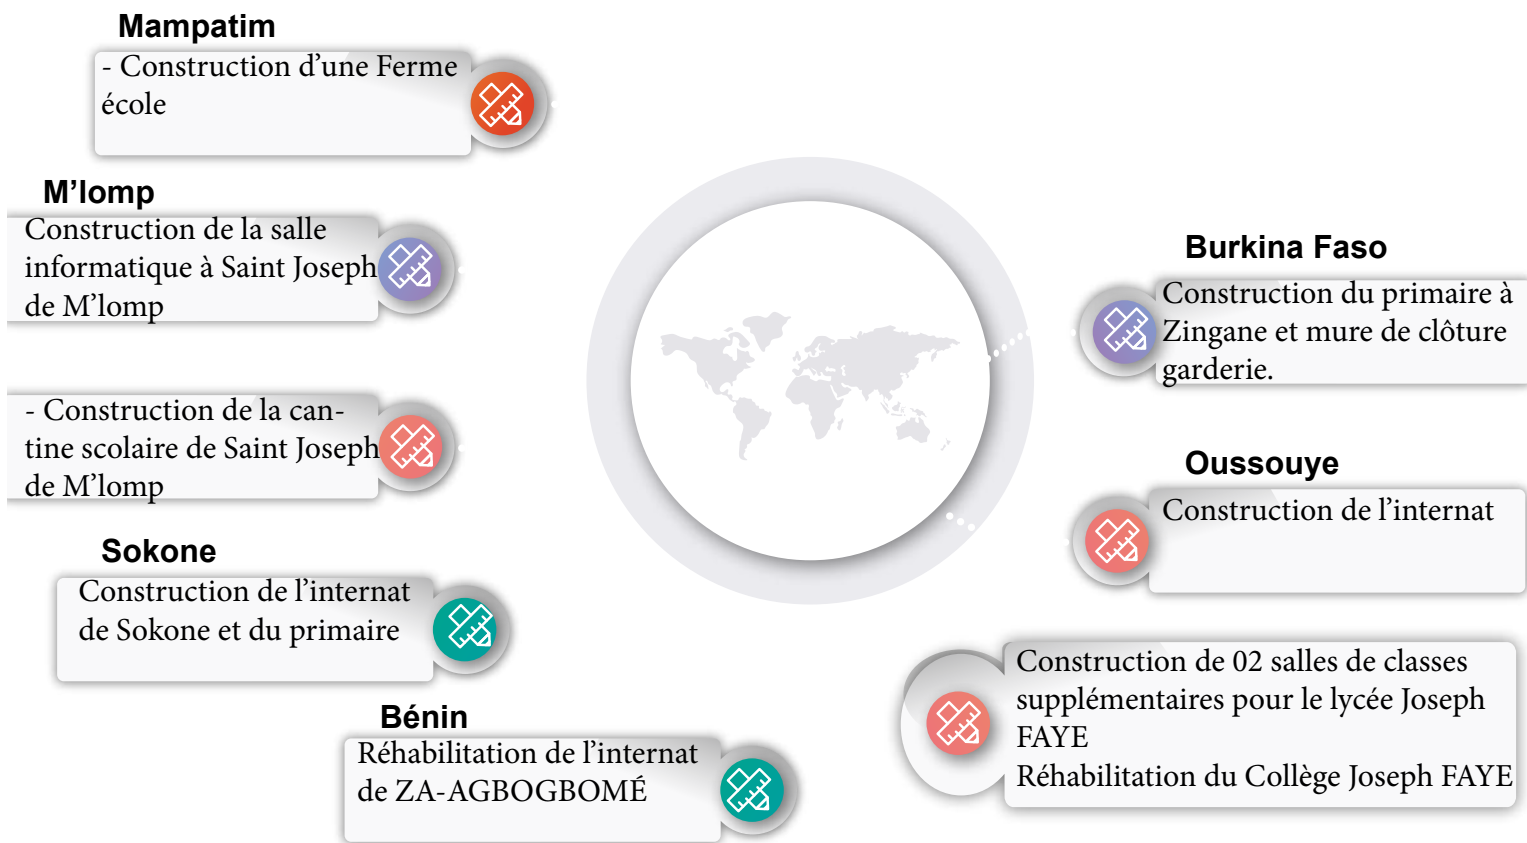 Mampatim
- Construction d’une Ferme
école
M’lomp
Construction de la salle
informatique à Saint Joseph
de M’lomp
- Construction de la can-
tine scolaire de Saint Joseph
de M’lomp
Sokone
Construction de l’internat
de Sokone et du primaire
Bénin
Réhabilitation de l’internat
de ZA-AGBOGBOMÉ
Burkina Faso
Construction du primaire à
Zingane et mure de clôture
garderie.
Oussouye
Construction de l’internat
Construction de 02 salles de classes
supplémentaires pour le lycée Joseph
FAYE
Réhabilitation du Collège Joseph FAYE